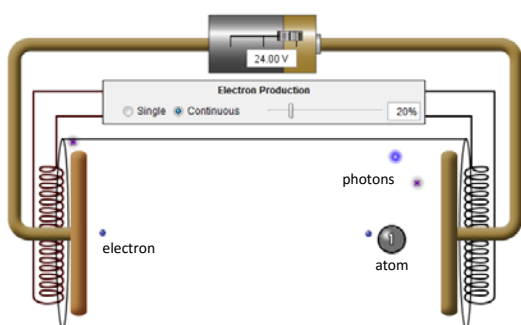 24.00 V
Electron Production
Single Continuous 20%
photons
electron
1
atom